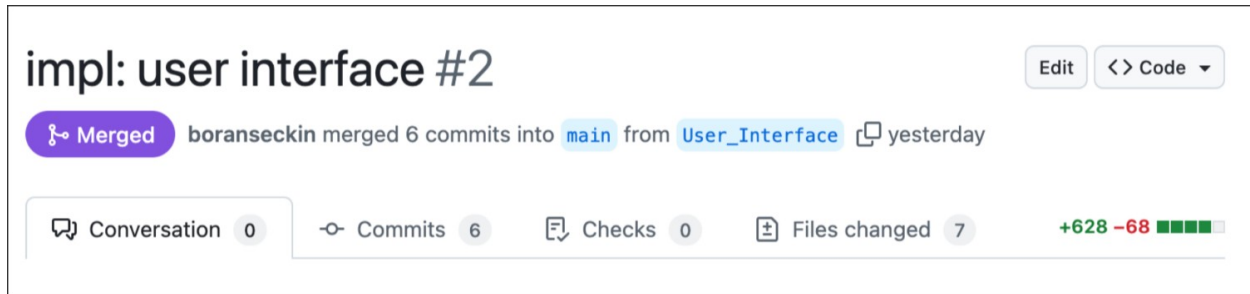 impl: user interface #2
Edit
<> Code
Merged
boranseckin merged 6 commits into main from User_Interface yesterday
Conversation 0
Commits 6
Checks 0
Files changed 7
+628 −68